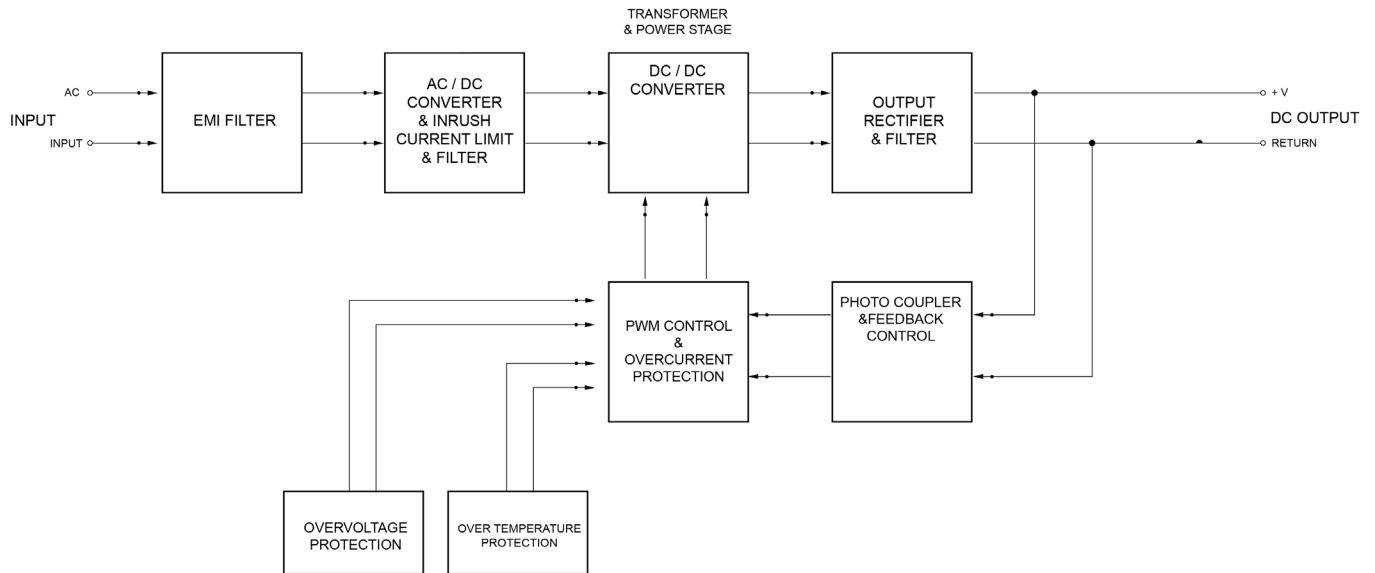 TRANSFORMER
& POWER STAGE
INPUT
AC
INPUT
EMI FILTER
AC / DC
CONVERTER
& INRUSH
CURRENT LIMIT
& FILTER
DC / DC
CONVERTER
OUTPUT
RECTIFIER
& FILTER
+ V
DC OUTPUT
RETURN
PWM CONTROL
&
OVERCURRENT
PROTECTION
PHOTO COUPLER
&FEEDBACK
CONTROL
OVERVOLTAGE
PROTECTION
OVER TEMPERATURE
PROTECTION